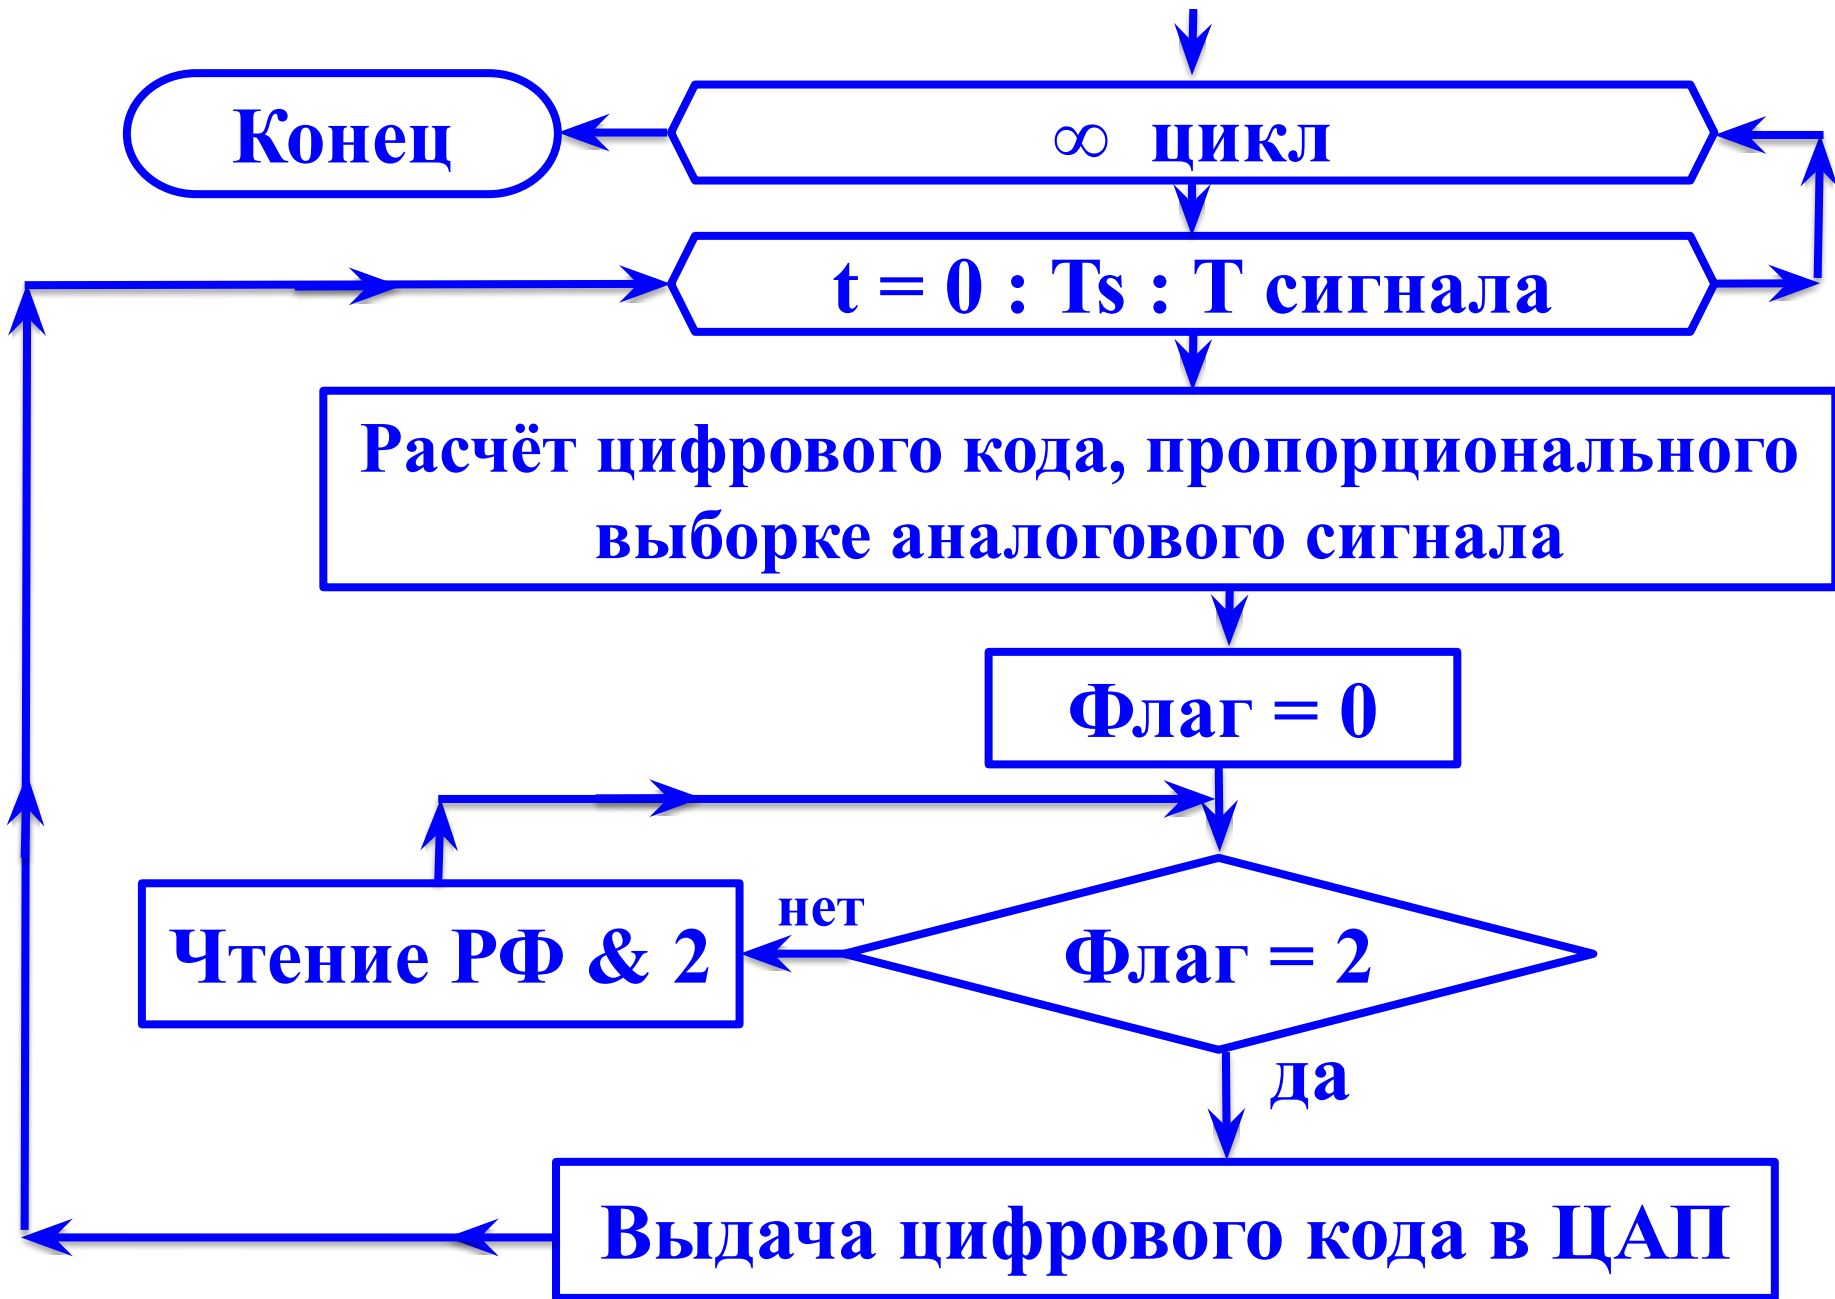 Конец
∞ цикл
t = 0 : Ts : T сигнала
Расчёт цифрового кода, пропорционального
выборке аналогового сигнала
Флаг = 0
нет
Чтение РФ & 2
Флаг = 2
да
Выдача цифрового кода в ЦАП